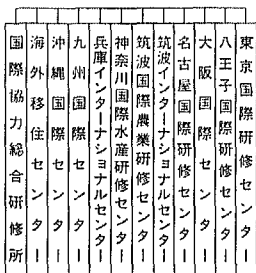 東京国際研修センター
八王子国際研修センター
大阪国際センター
名古屋国際研修センター
筑波インターナショナルセンター
筑波国際農業研修センター
神奈川国際水産研修センター
兵庫インターナショナルセンター
九州国際センター
沖縄国際センター
海外移住センター
国際協力総合研修所